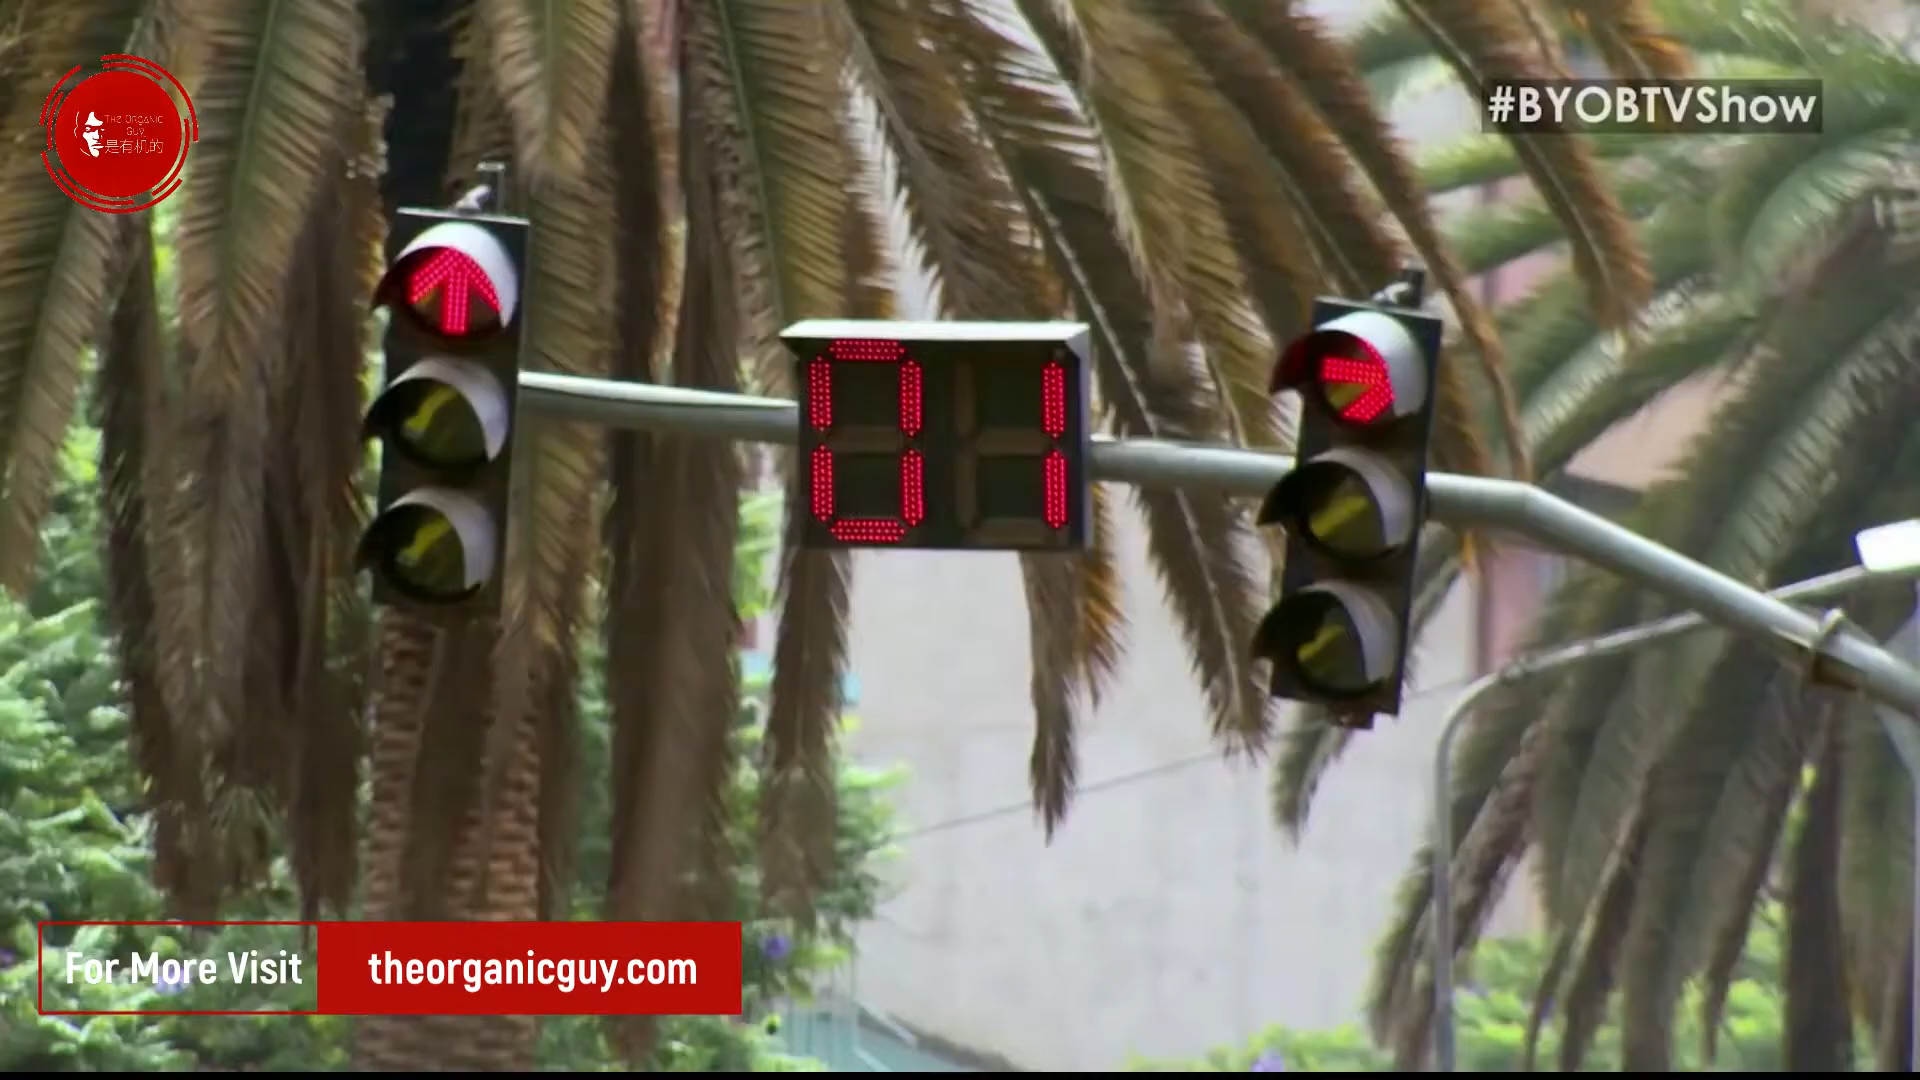 THE ORGANIC
GUY
是有机的
#BYOBTVShow
01
For More Visit theorganicguy.com